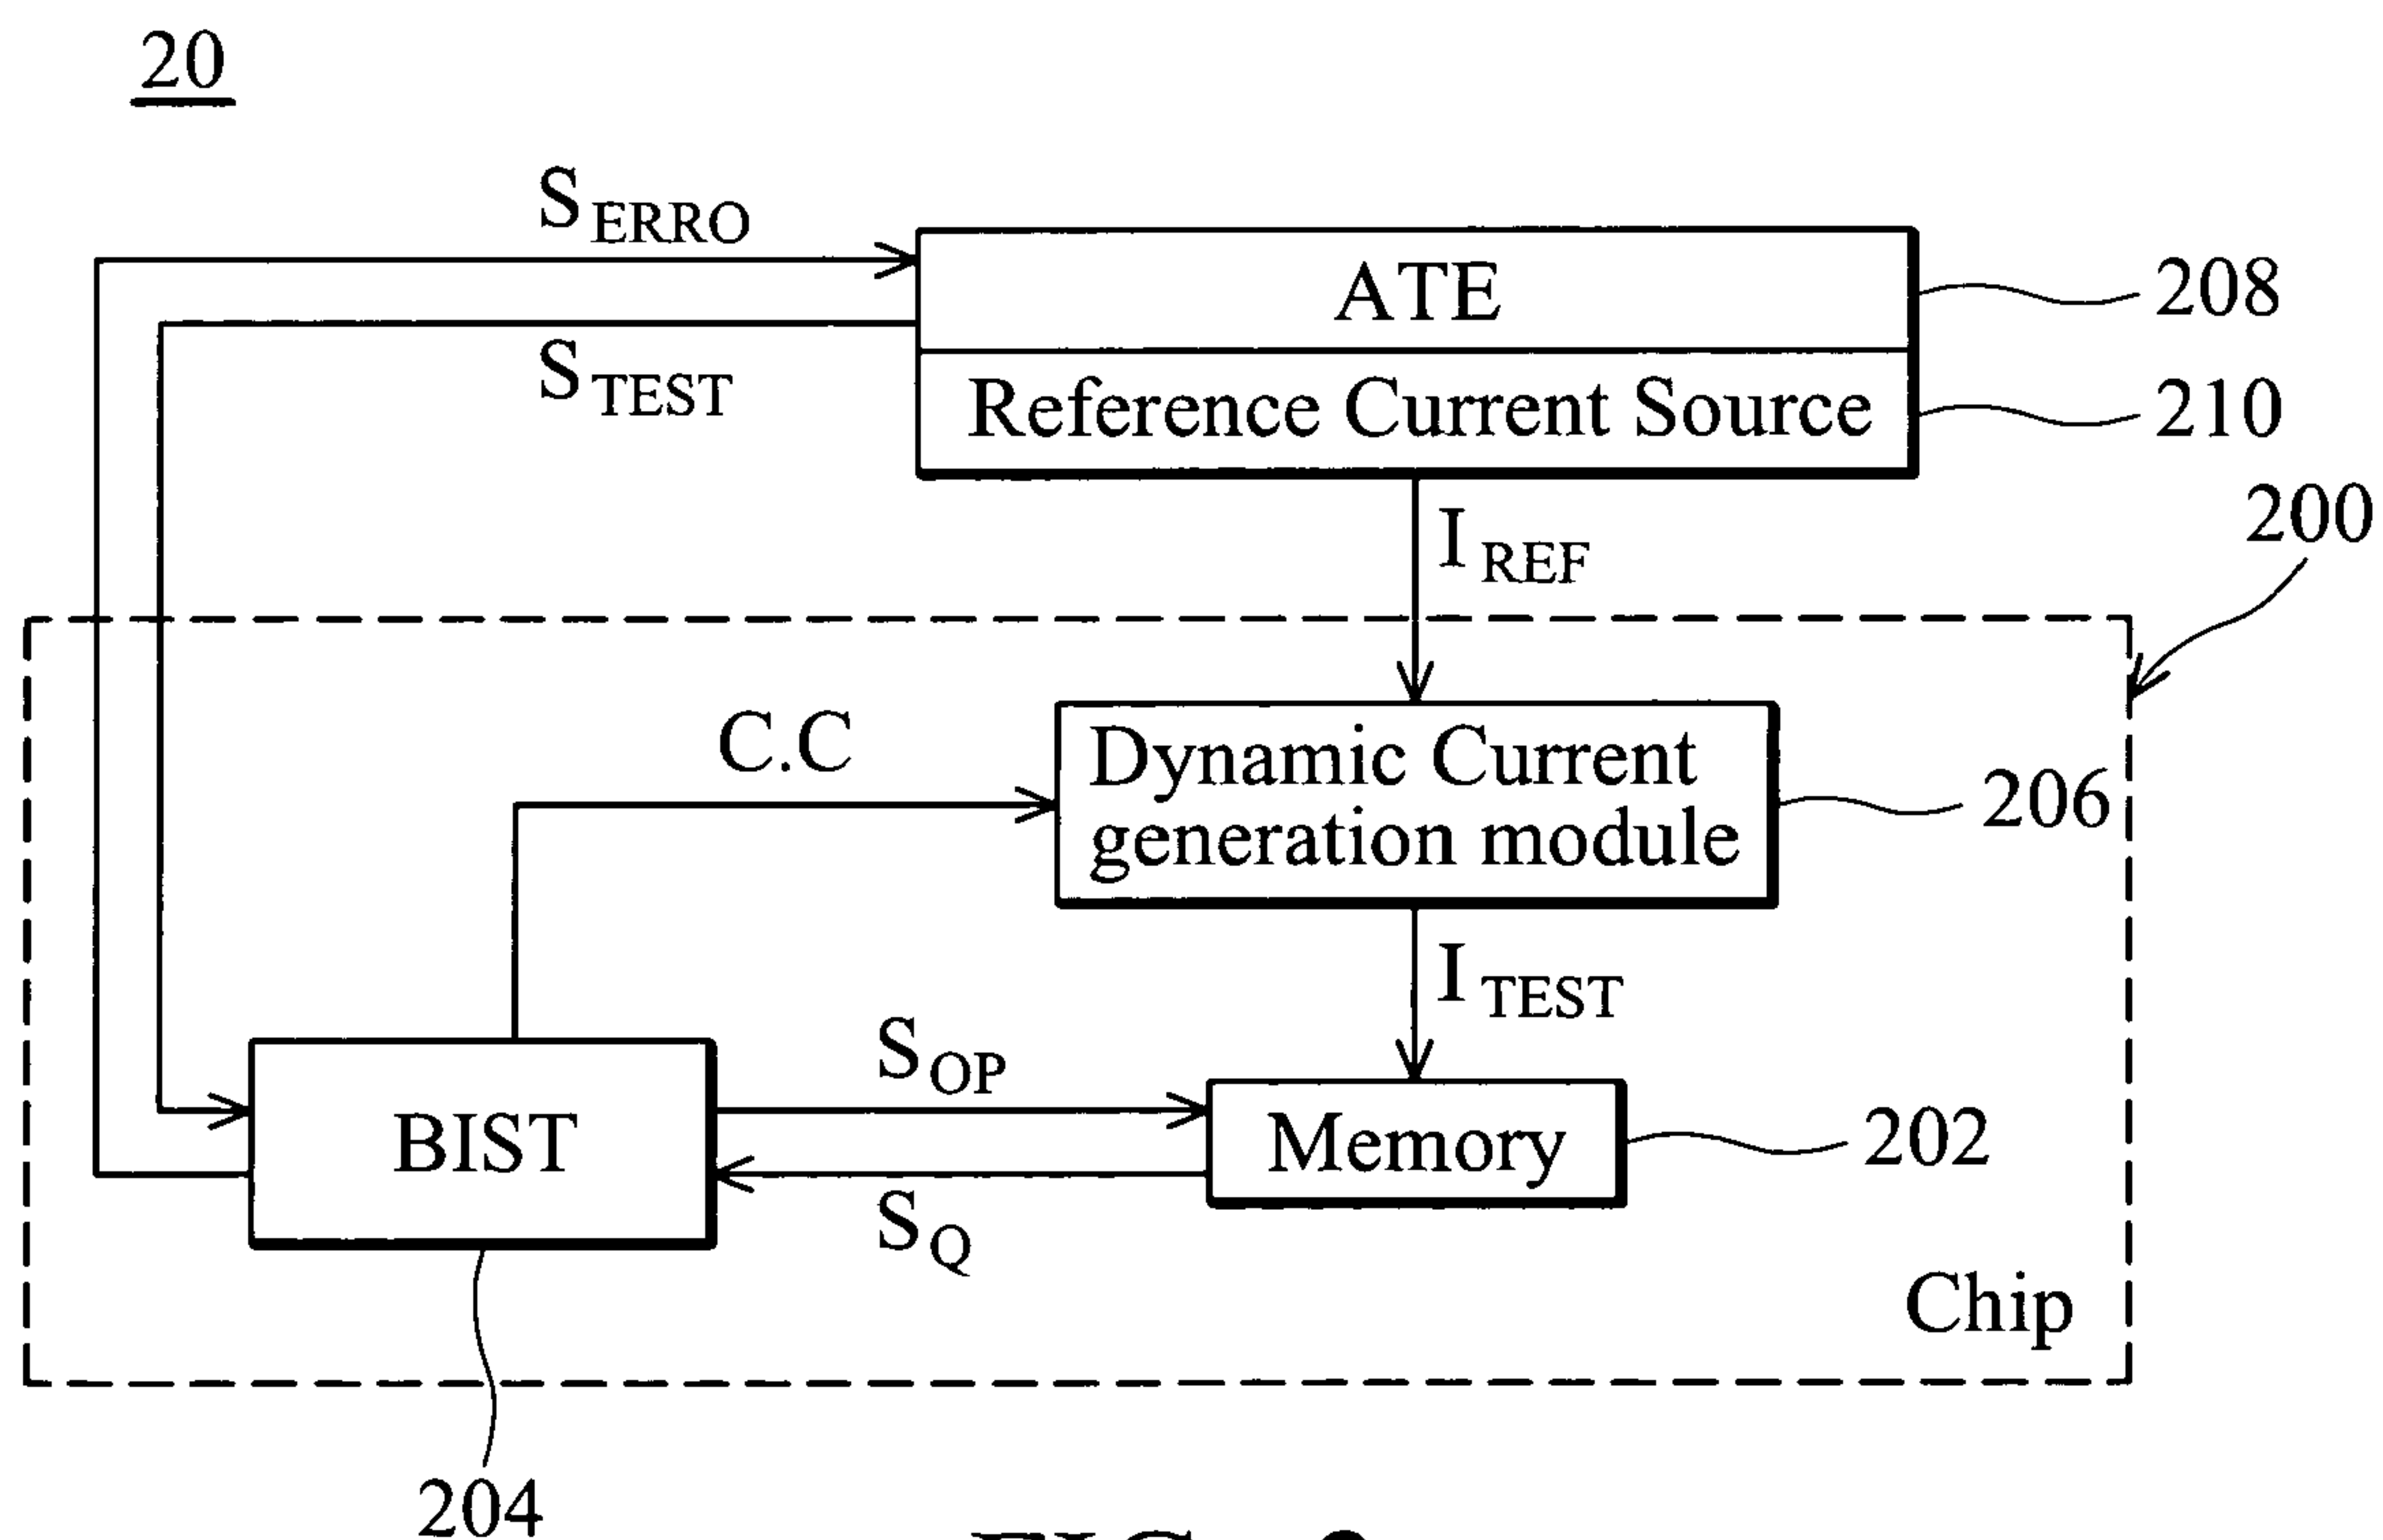 20
S ERRO
ATE
208
S TEST
Reference Current Source
210
200
I REF
C.C
Dynamic Current
generation module
206
I TEST
S OP
BIST
Memory
202
S Q
Chip
204